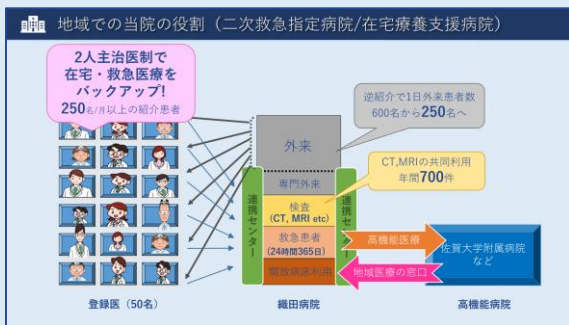 地域での当院の役割（二次救急指定病院/在宅療養支援病院）
2人主治医制で
在宅・救急医療を
バックアップ!
250名/月以上の紹介患者
逆紹介で1日外来患者数
600名から250名へ
外来
CT,MRIの共同利用
年間700件
専門外来
検査
(CT, MRI etc)
救急患者
(24時間365日)
開放病床利用
連携センター
連携センター
高機能医療
地域医療の窓口
佐賀大学附属病院
など
登録医（50名）
織田病院
高機能病院